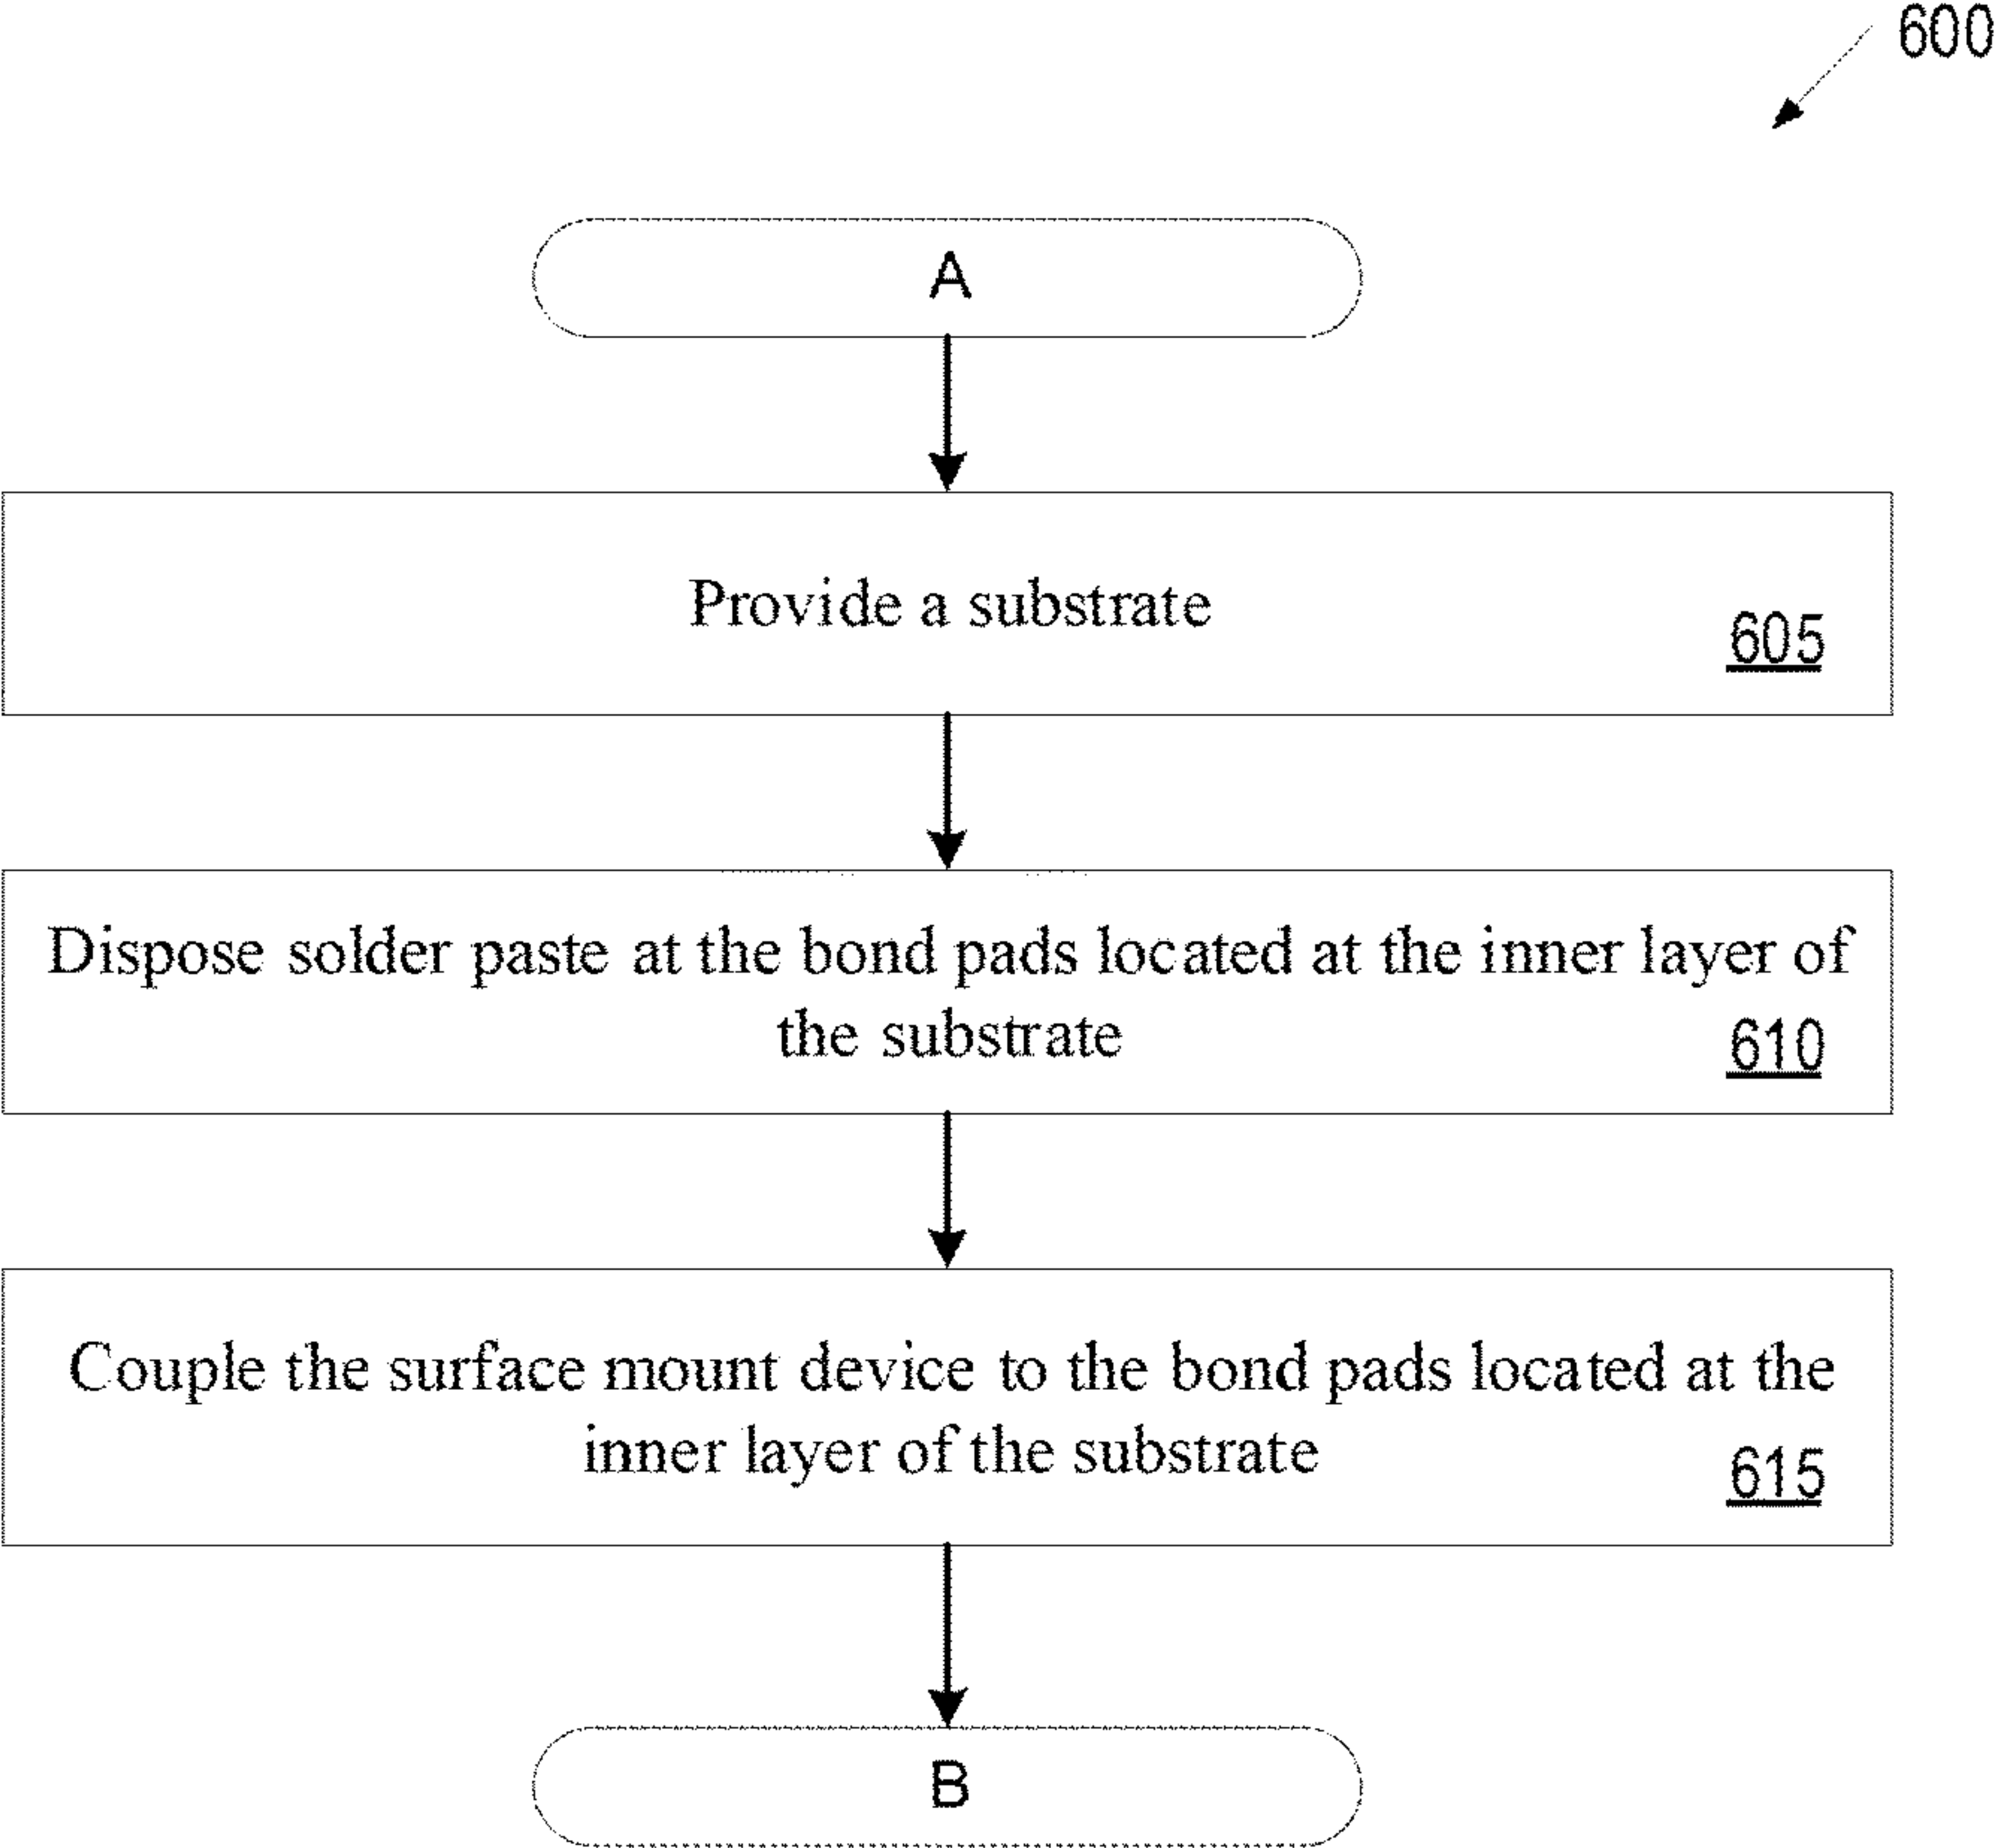 600
A
Provide a substrate
605
Dispose solder paste at the bond pads located at the inner layer of
the substrate
610
Couple the surface mount device to the bond pads located at the
inner layer of the substrate
615
B